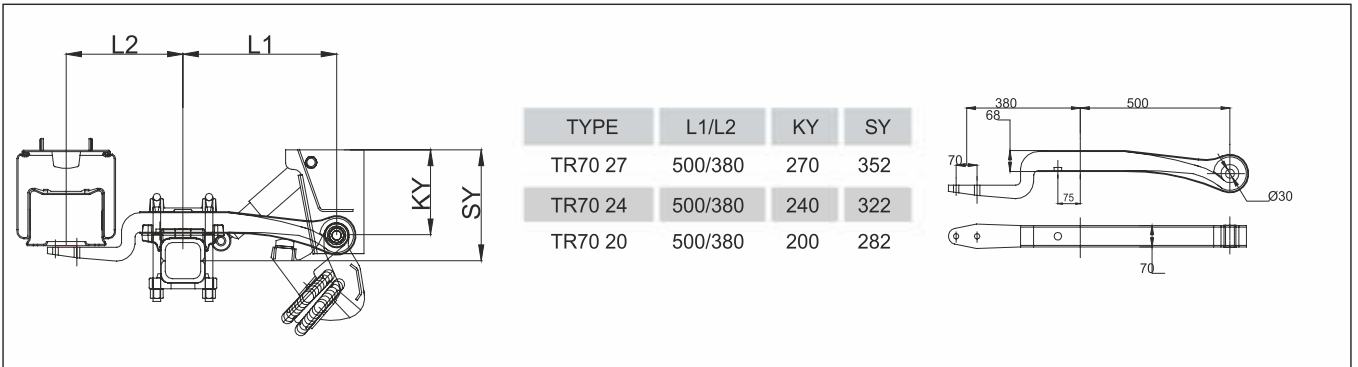 L2
L1
KY
SY
TYPE L1/L2 KY SY
TR70 27 500/380 270 352
TR70 24 500/380 240 322
TR70 20 500/380 200 282
380
500
68
70
75
Ø30
70